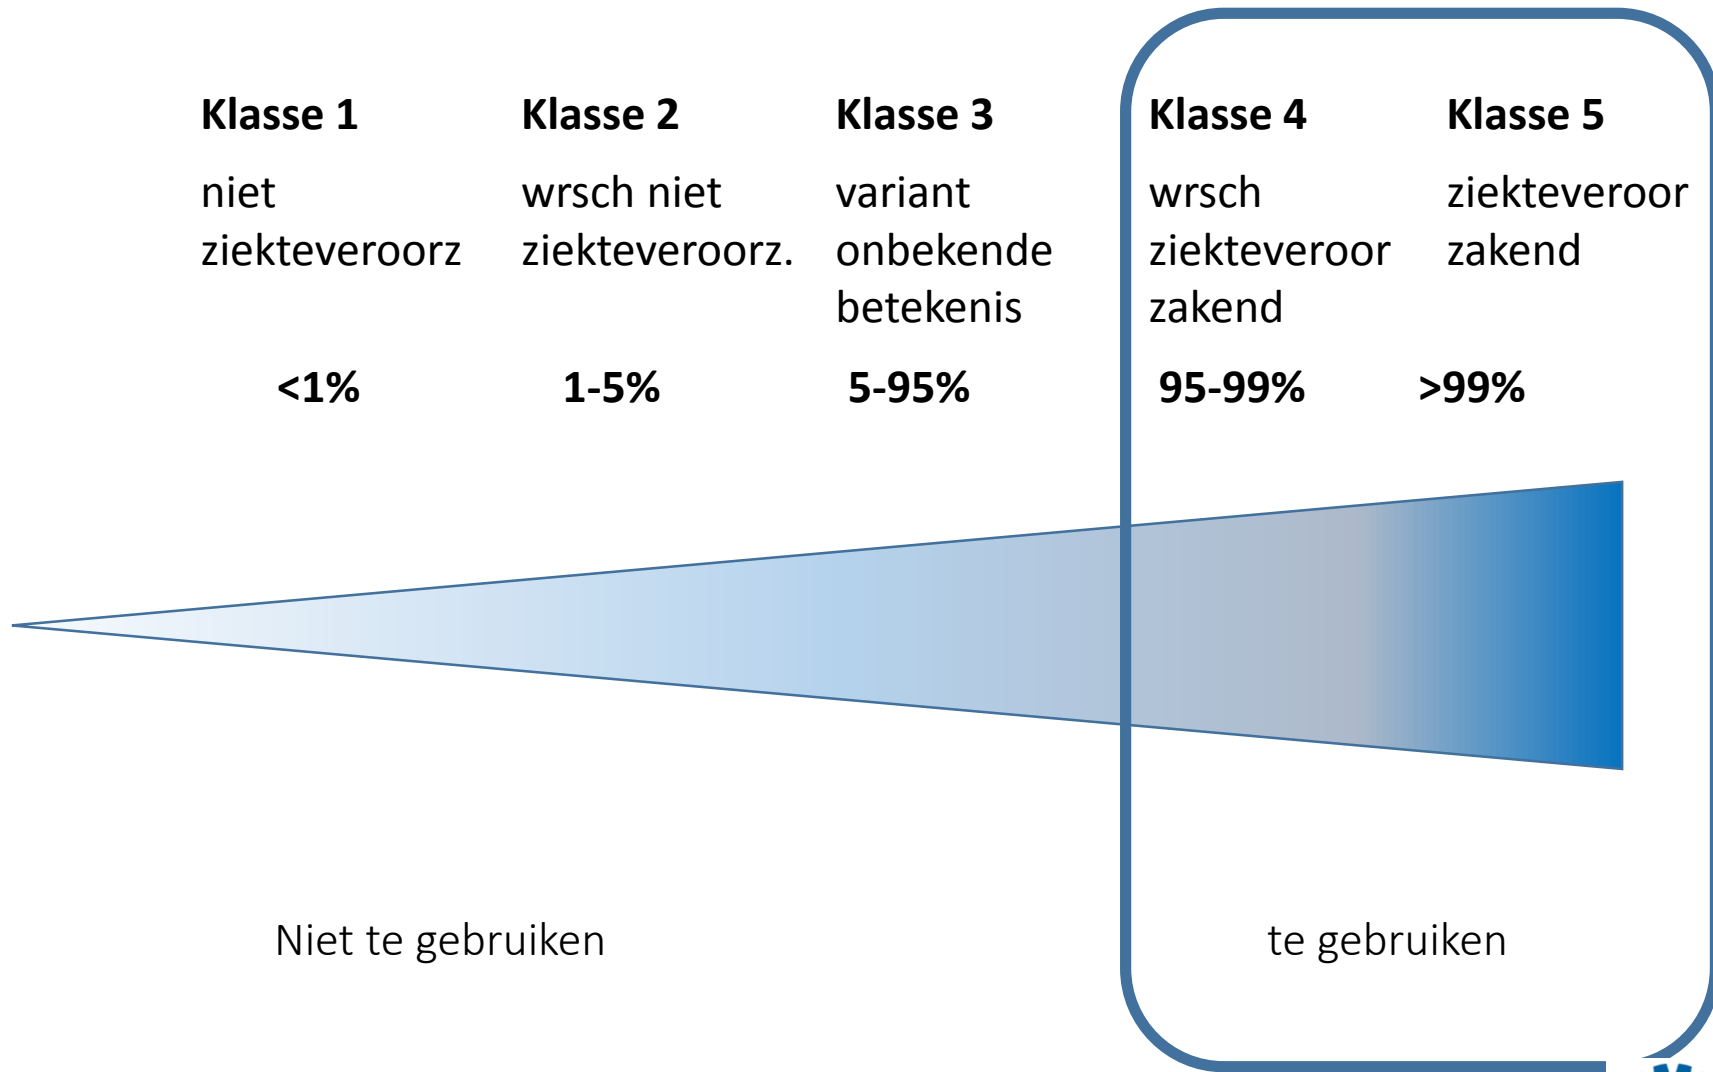 Klasse 1
niet
ziekteveroorz
<1%
Klasse 2
wrsch niet
ziekteveroorz.
1-5%
Klasse 3
variant
onbekende
betekenis
5-95%
Klasse 4
wrsch
ziekteveroor
zakend
95-99%
Klasse 5
ziekteveroor
zakend
>99%
Niet te gebruiken
te gebruiken